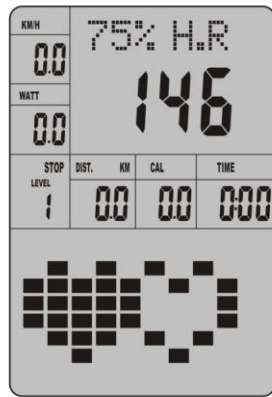 KM/H
0.0
75% H.R
146
WATT
0.0
STOP
LEVEL
1
DIST. KM
0.0
CAL
0.0
TIME
0:00